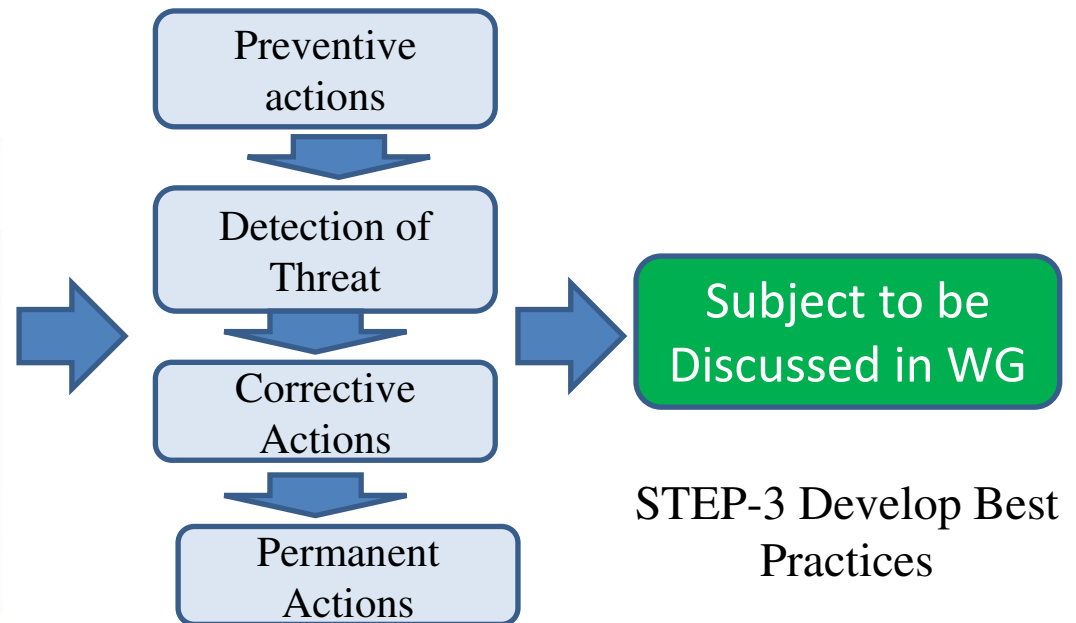 Preventive
actions
Detection of
Threat
Corrective
Actions
Permanent
Actions
Subject to be
Discussed in WG
STEP-3 Develop Best
Practices